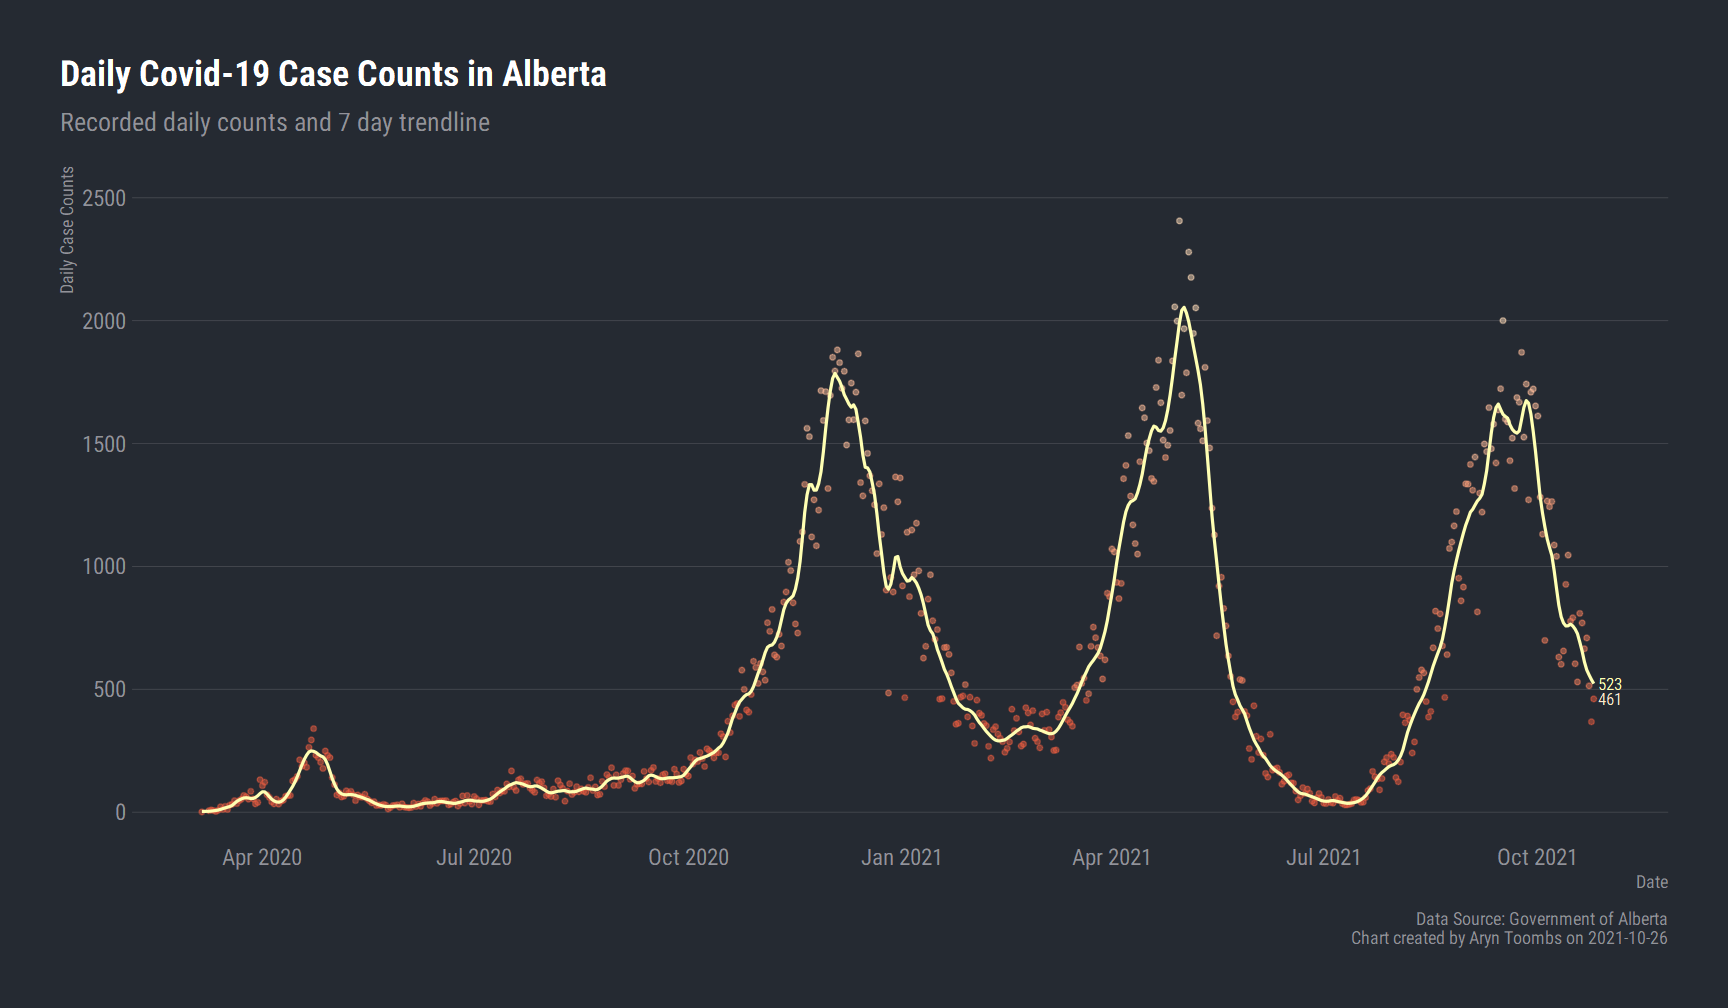 Daily Covid-19 Case Counts in Alberta
Recorded daily counts and 7 day trendline
Daily Case Counts
2500
2000
1500
1000
500
0
523
461
Apr 2020
Jul 2020
Oct 2020
Jan 2021
Apr 2021
Jul 2021
Oct 2021
Date
Data Source: Government of Alberta
Chart created by Aryn Toombs on 2021-10-26